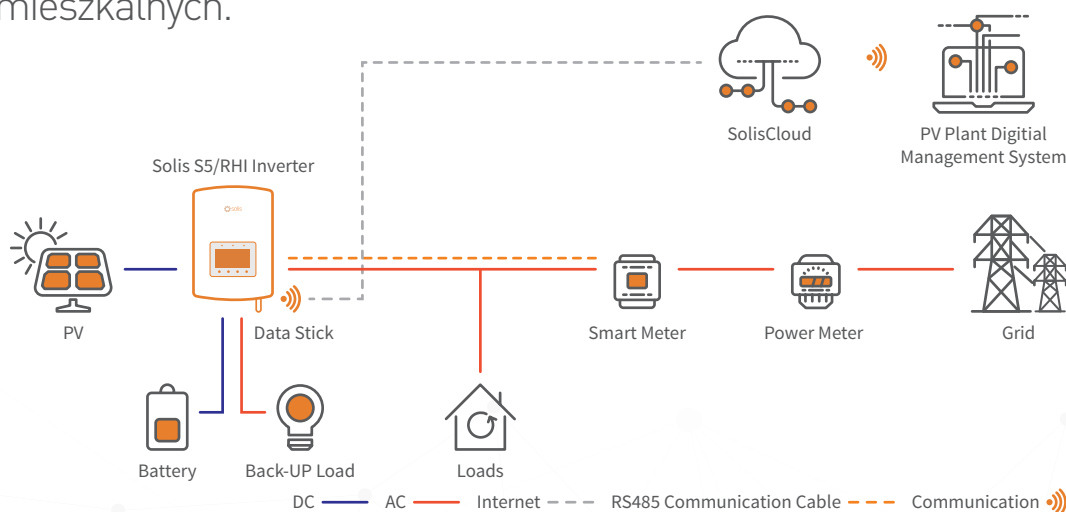 mieszkalnych.
SolisCloud
PV Plant Digitial
Management System
Solis S5/RHI Inverter
solis
PV
Data Stick
Smart Meter
Power Meter
Grid
Battery
Back-UP Load
Loads
DC AC Internet RS485 Communication Cable Communication